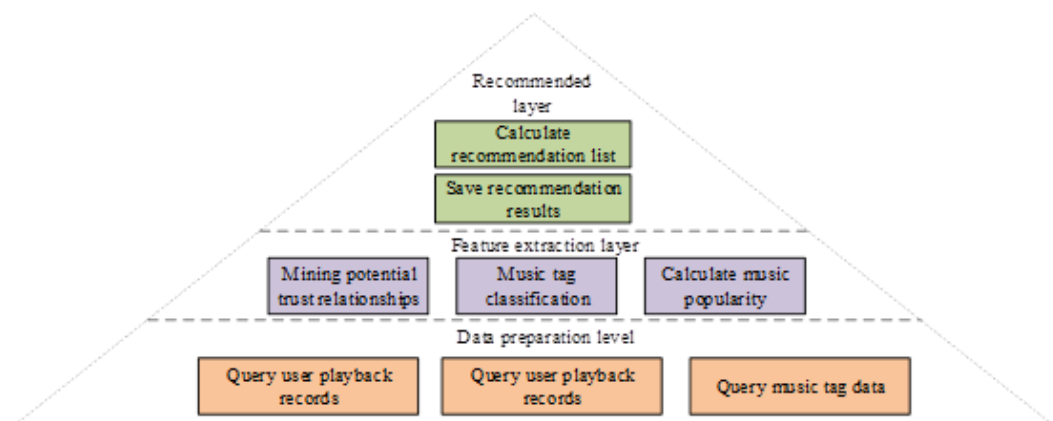 Recommended
layer
Calculate
recommendation list
Save recommendation
results
Feature extraction layer
Mining potential
trust relationships
Music tag
classification
Calculate music
popularity
Data preparation level
Query user playback
records
Query user playback
records
Query music tag data